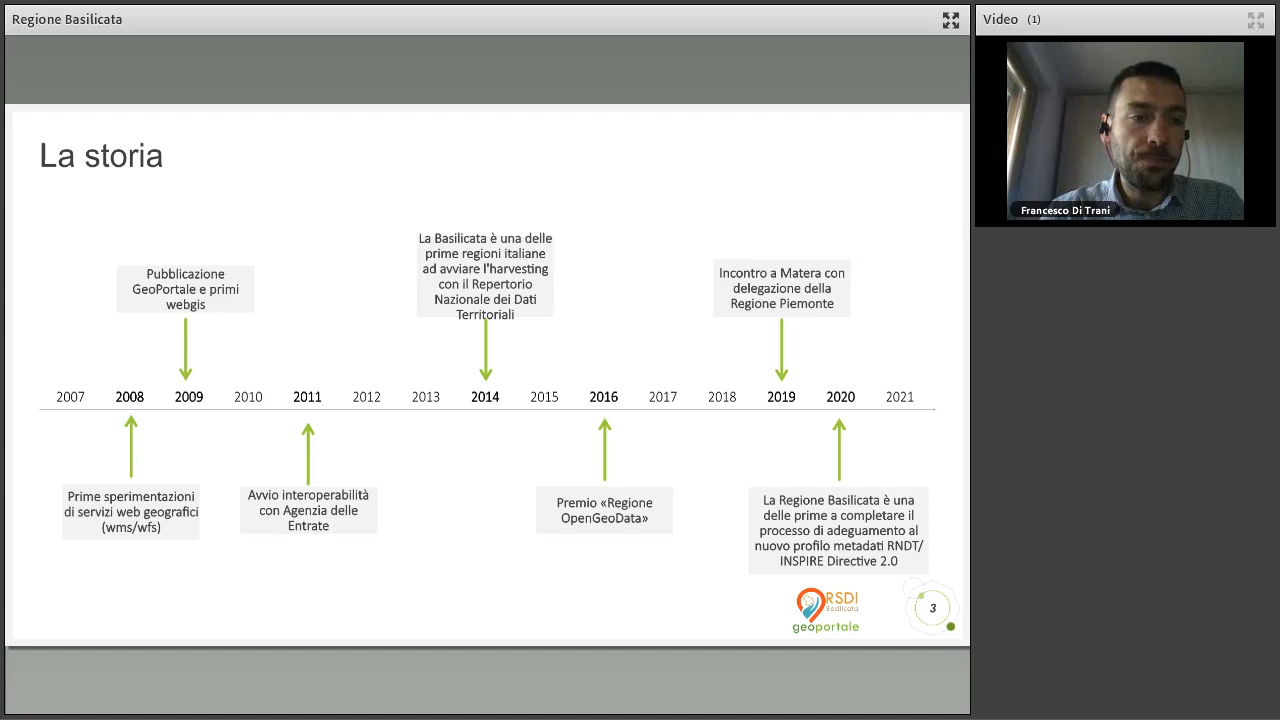 Regione Basilicata
Video (1)
Francesco Di Trani
La storia
La Basilicata è una delle
prime regioni italiane
ad avviare l'harvesting
con il Repertorio
Nazionale dei Dati
Territoriali
Pubblicazione
GeoPortale e primi
webgis
Incontro a Matera con
delegazione della
Regione Piemonte
2007 2008 2009 2010 2011 2012 2013 2014 2015 2016 2017 2018 2019 2020 2021
Prime sperimentazioni
di servizi web geografici
(wms/wfs)
Avvio interoperabilità
con Agenzia delle
Entrate
Premio «Regione
OpenGeoData»
La Regione Basilicata è una
delle prime a completare il
processo di adeguamento al
nuovo profilo metadati RNDT/
INSPIRE Directive 2.0
RSDI
Basilicata
geoportale
3